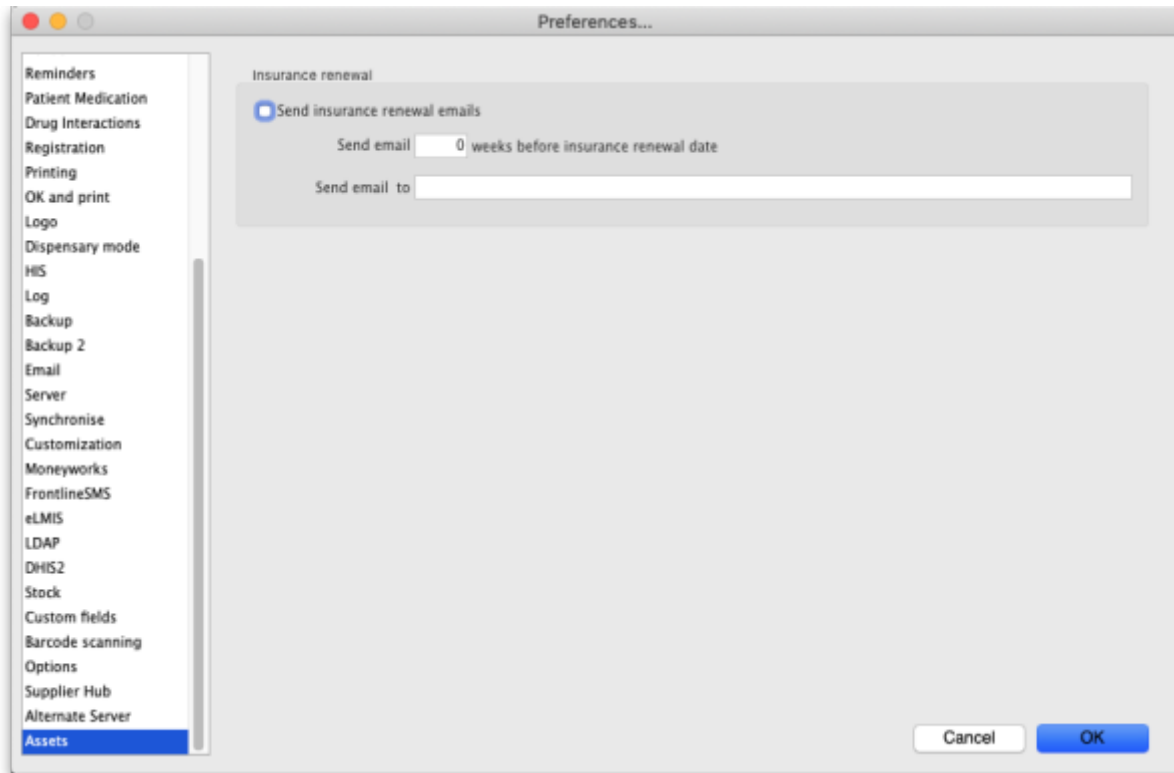 Preferences...
Reminders
Patient Medication
Drug Interactions
Registration
Printing
OK and print
Logo
Dispensary mode
HIS
Log
Backup
Backup 2
Email
Server
Synchronise
Customization
Moneyworks
FrontlineSMS
eLMIS
LDAP
DHIS2
Stock
Custom fields
Barcode scanning
Options
Supplier Hub
Alternate Server
Assets
Insurance renewal
Send insurance renewal emails
Send email 0 weeks before insurance renewal date
Send email to
Cancel OK